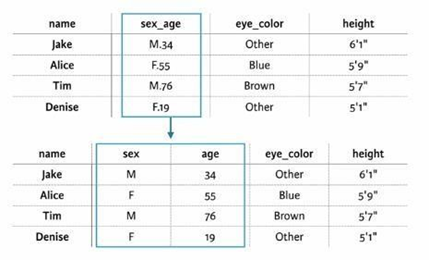 name sex_age eye_color height
Jake M.34 Other 6'1"
Alice F.55 Blue 5'9"
Tim M.76 Brown 5'7"
Denise F.19 Other 5'1"
name sex age eye_color height
Jake M 34 Other 6'1"
Alice F 55 Blue 5'9"
Tim M 76 Brown 5'7"
Denise F 19 Other 5'1"